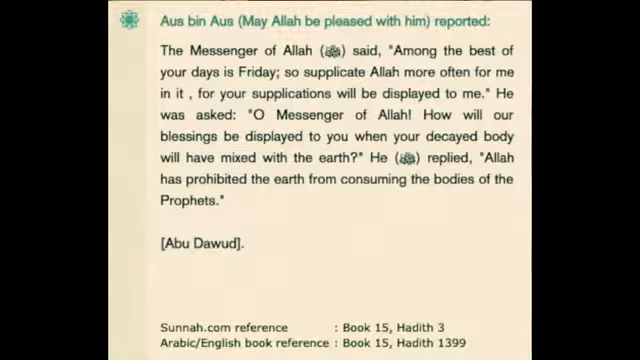 Aus bin Aus (May Allah be pleased with him) reported:
The Messenger of Allah (ﷺ) said, "Among the best of
your days is Friday; so supplicate Allah more often for me
in it , for your supplications will be displayed to me." He
was asked: "O Messenger of Allah! How will our
blessings be displayed to you when your decayed body
will have mixed with the earth?" He (ﷺ) replied, "Allah
has prohibited the earth from consuming the bodies of the
Prophets."
[Abu Dawud].
Sunnah.com reference : Book 15, Hadith 3
Arabic/English book reference : Book 15, Hadith 1399